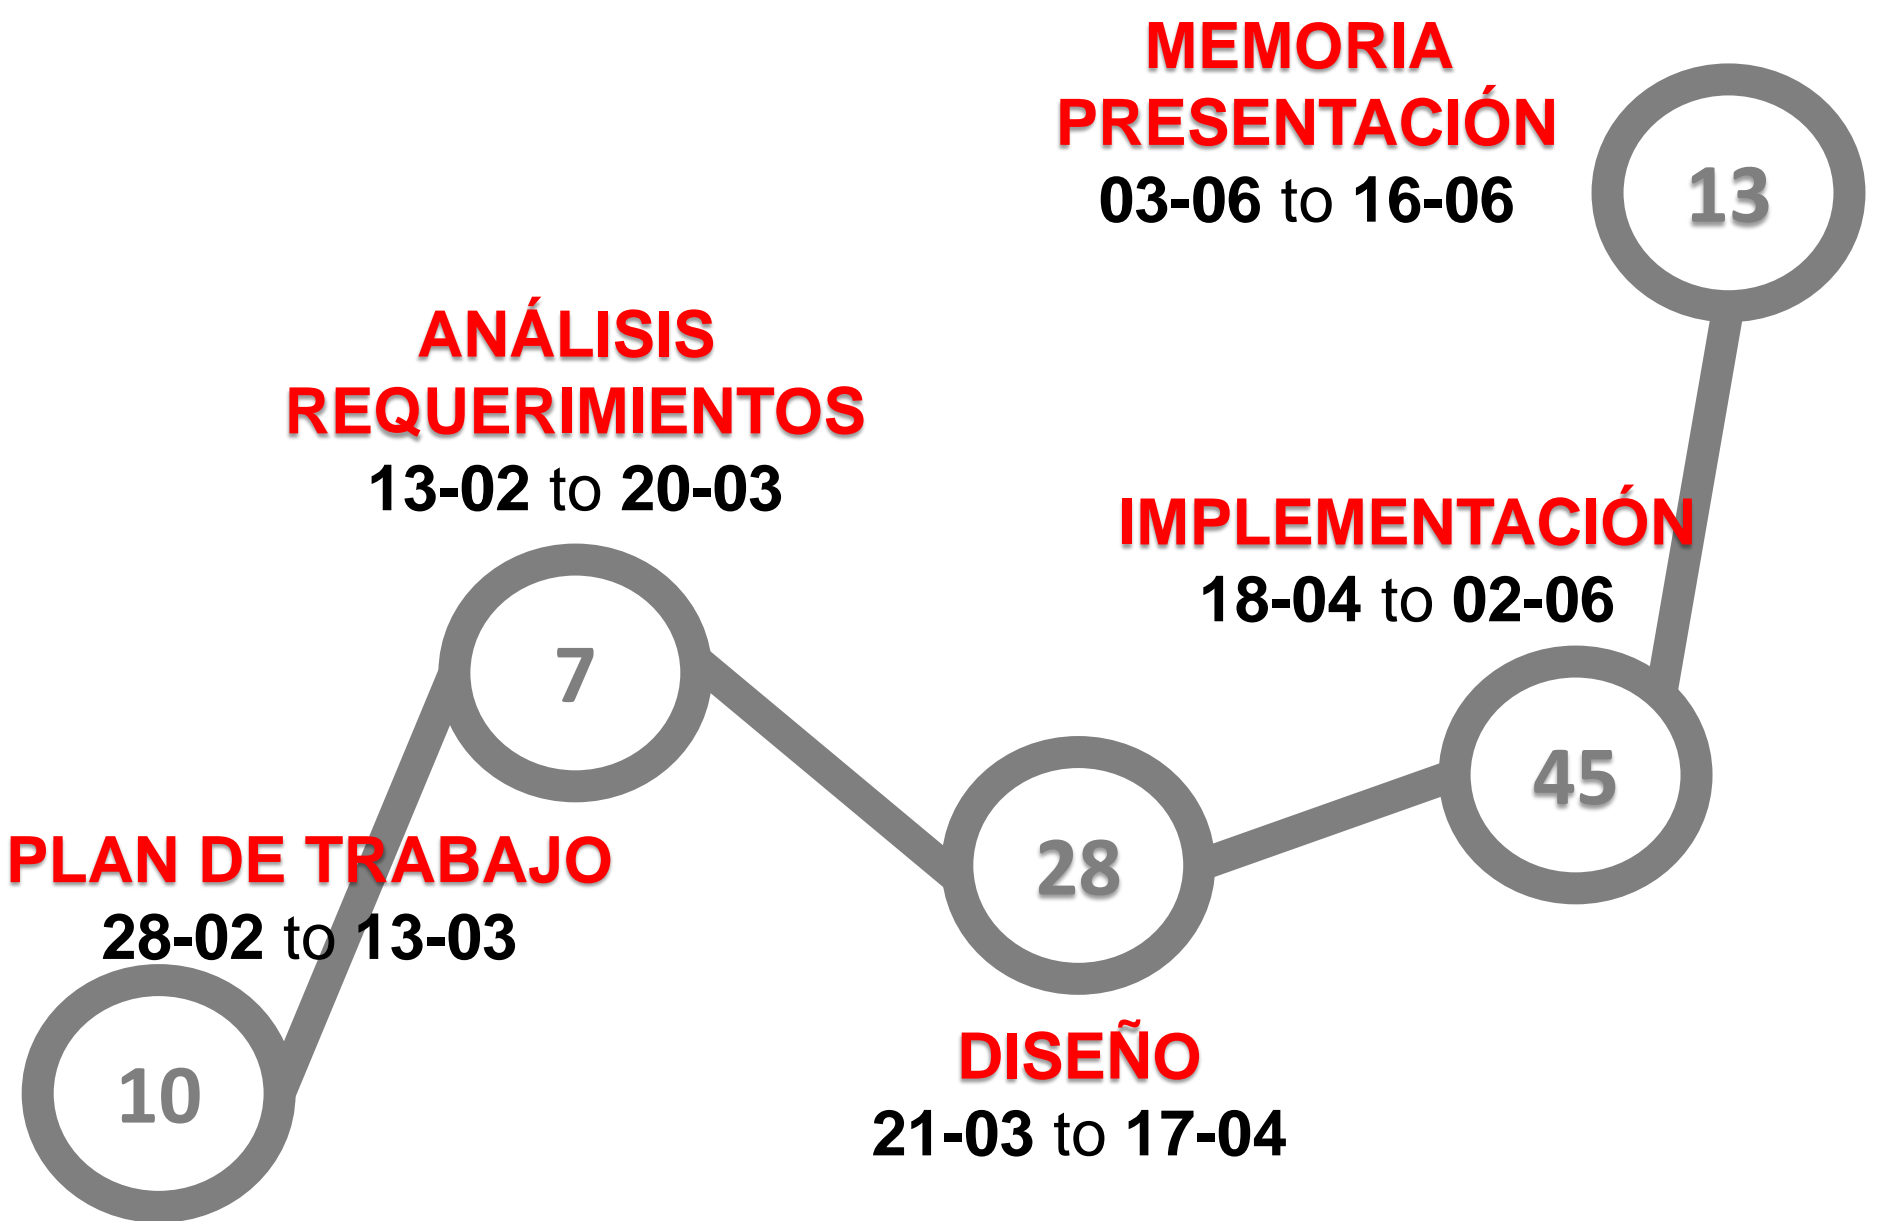 MEMORIA
PRESENTACIÓN
03-06 to 16-06
13
ANÁLISIS
REQUERIMIENTOS
13-02 to 20-03
7
IMPLEMENTACIÓN
18-04 to 02-06
45
PLAN DE TRABAJO
28-02 to 13-03
10
28
DISEÑO
21-03 to 17-04